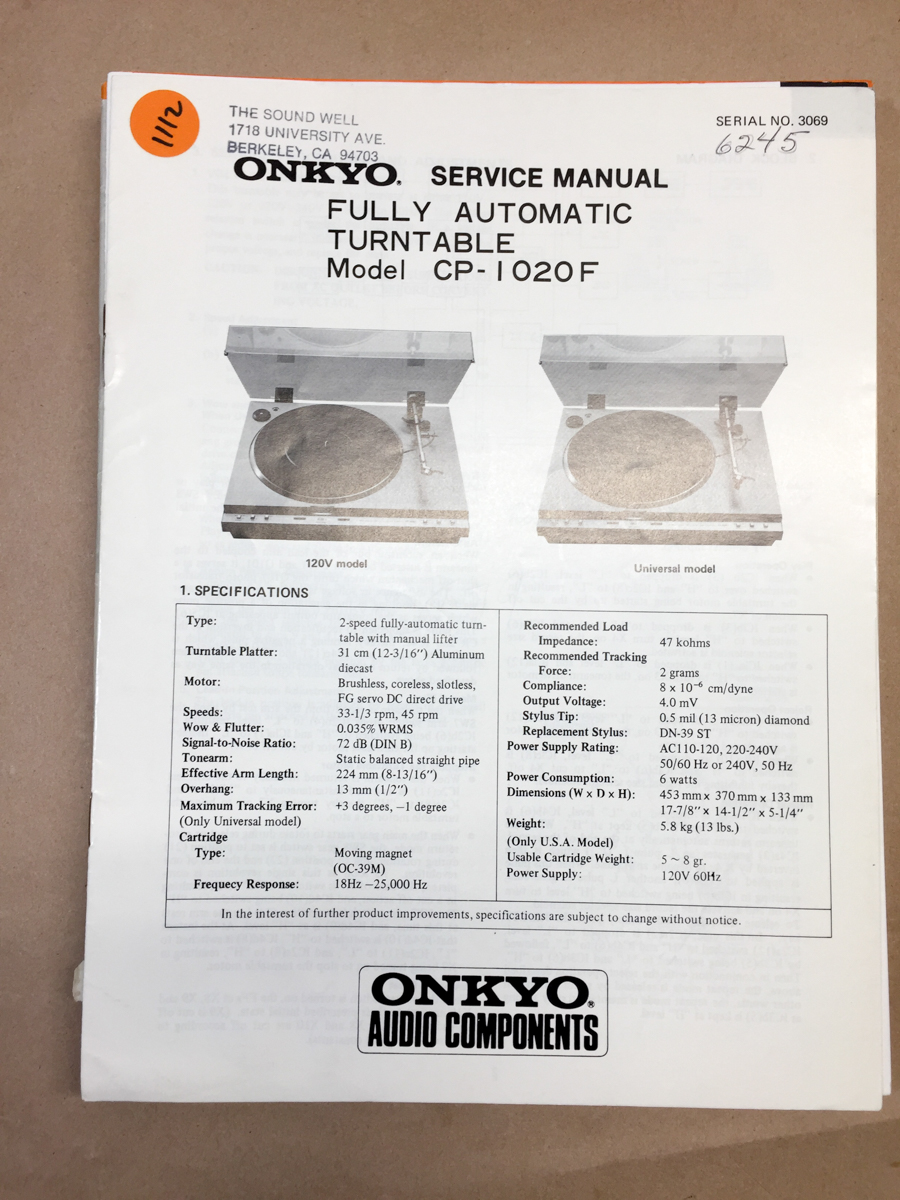 1112
THE SOUND WELL
1718 UNIVERSITY AVE.
BERKELEY, CA 94703
SERIAL NO. 3069
6245
ONKYO® SERVICE MANUAL
FULLY AUTOMATIC
TURNTABLE
Model CP-1020F
120V model
Universal model
1. SPECIFICATIONS
Type: 2-speed fully-automatic turn-
table with manual lifter
Turntable Platter: 31 cm (12-3/16") Aluminum
diecast
Motor: Brushless, coreless, slotless,
FG servo DC direct drive
Speeds: 33-1/3 rpm, 45 rpm
Wow & Flutter: 0.035% WRMS
Signal-to-Noise Ratio: 72 dB (DIN B)
Tonearm: Static balanced straight pipe
Effective Arm Length: 224 mm (8-13/16")
Overhang: 13 mm (1/2")
Maximum Tracking Error: +3 degrees, −1 degree
(Only Universal model)
Cartridge
Type: Moving magnet
(OC-39M)
Frequecy Response: 18Hz −25,000 Hz
Recommended Load
Impedance: 47 kohms
Recommended Tracking
Force: 2 grams
Compliance: 8 x 10⁻⁶ cm/dyne
Output Voltage: 4.0 mV
Stylus Tip: 0.5 mil (13 micron) diamond
Replacement Stylus: DN-39 ST
Power Supply Rating: AC110-120, 220-240V
50/60 Hz or 240V, 50 Hz
Power Consumption: 6 watts
Dimensions (W x D x H): 453 mm x 370 mm x 133 mm
17-7/8" x 14-1/2" x 5-1/4"
Weight: 5.8 kg (13 lbs.)
(Only U.S.A. Model)
Usable Cartridge Weight: 5 ~ 8 gr.
Power Supply: 120V 60Hz
In the interest of further product improvements, specifications are subject to change without notice.
ONKYO®
AUDIO COMPONENTS